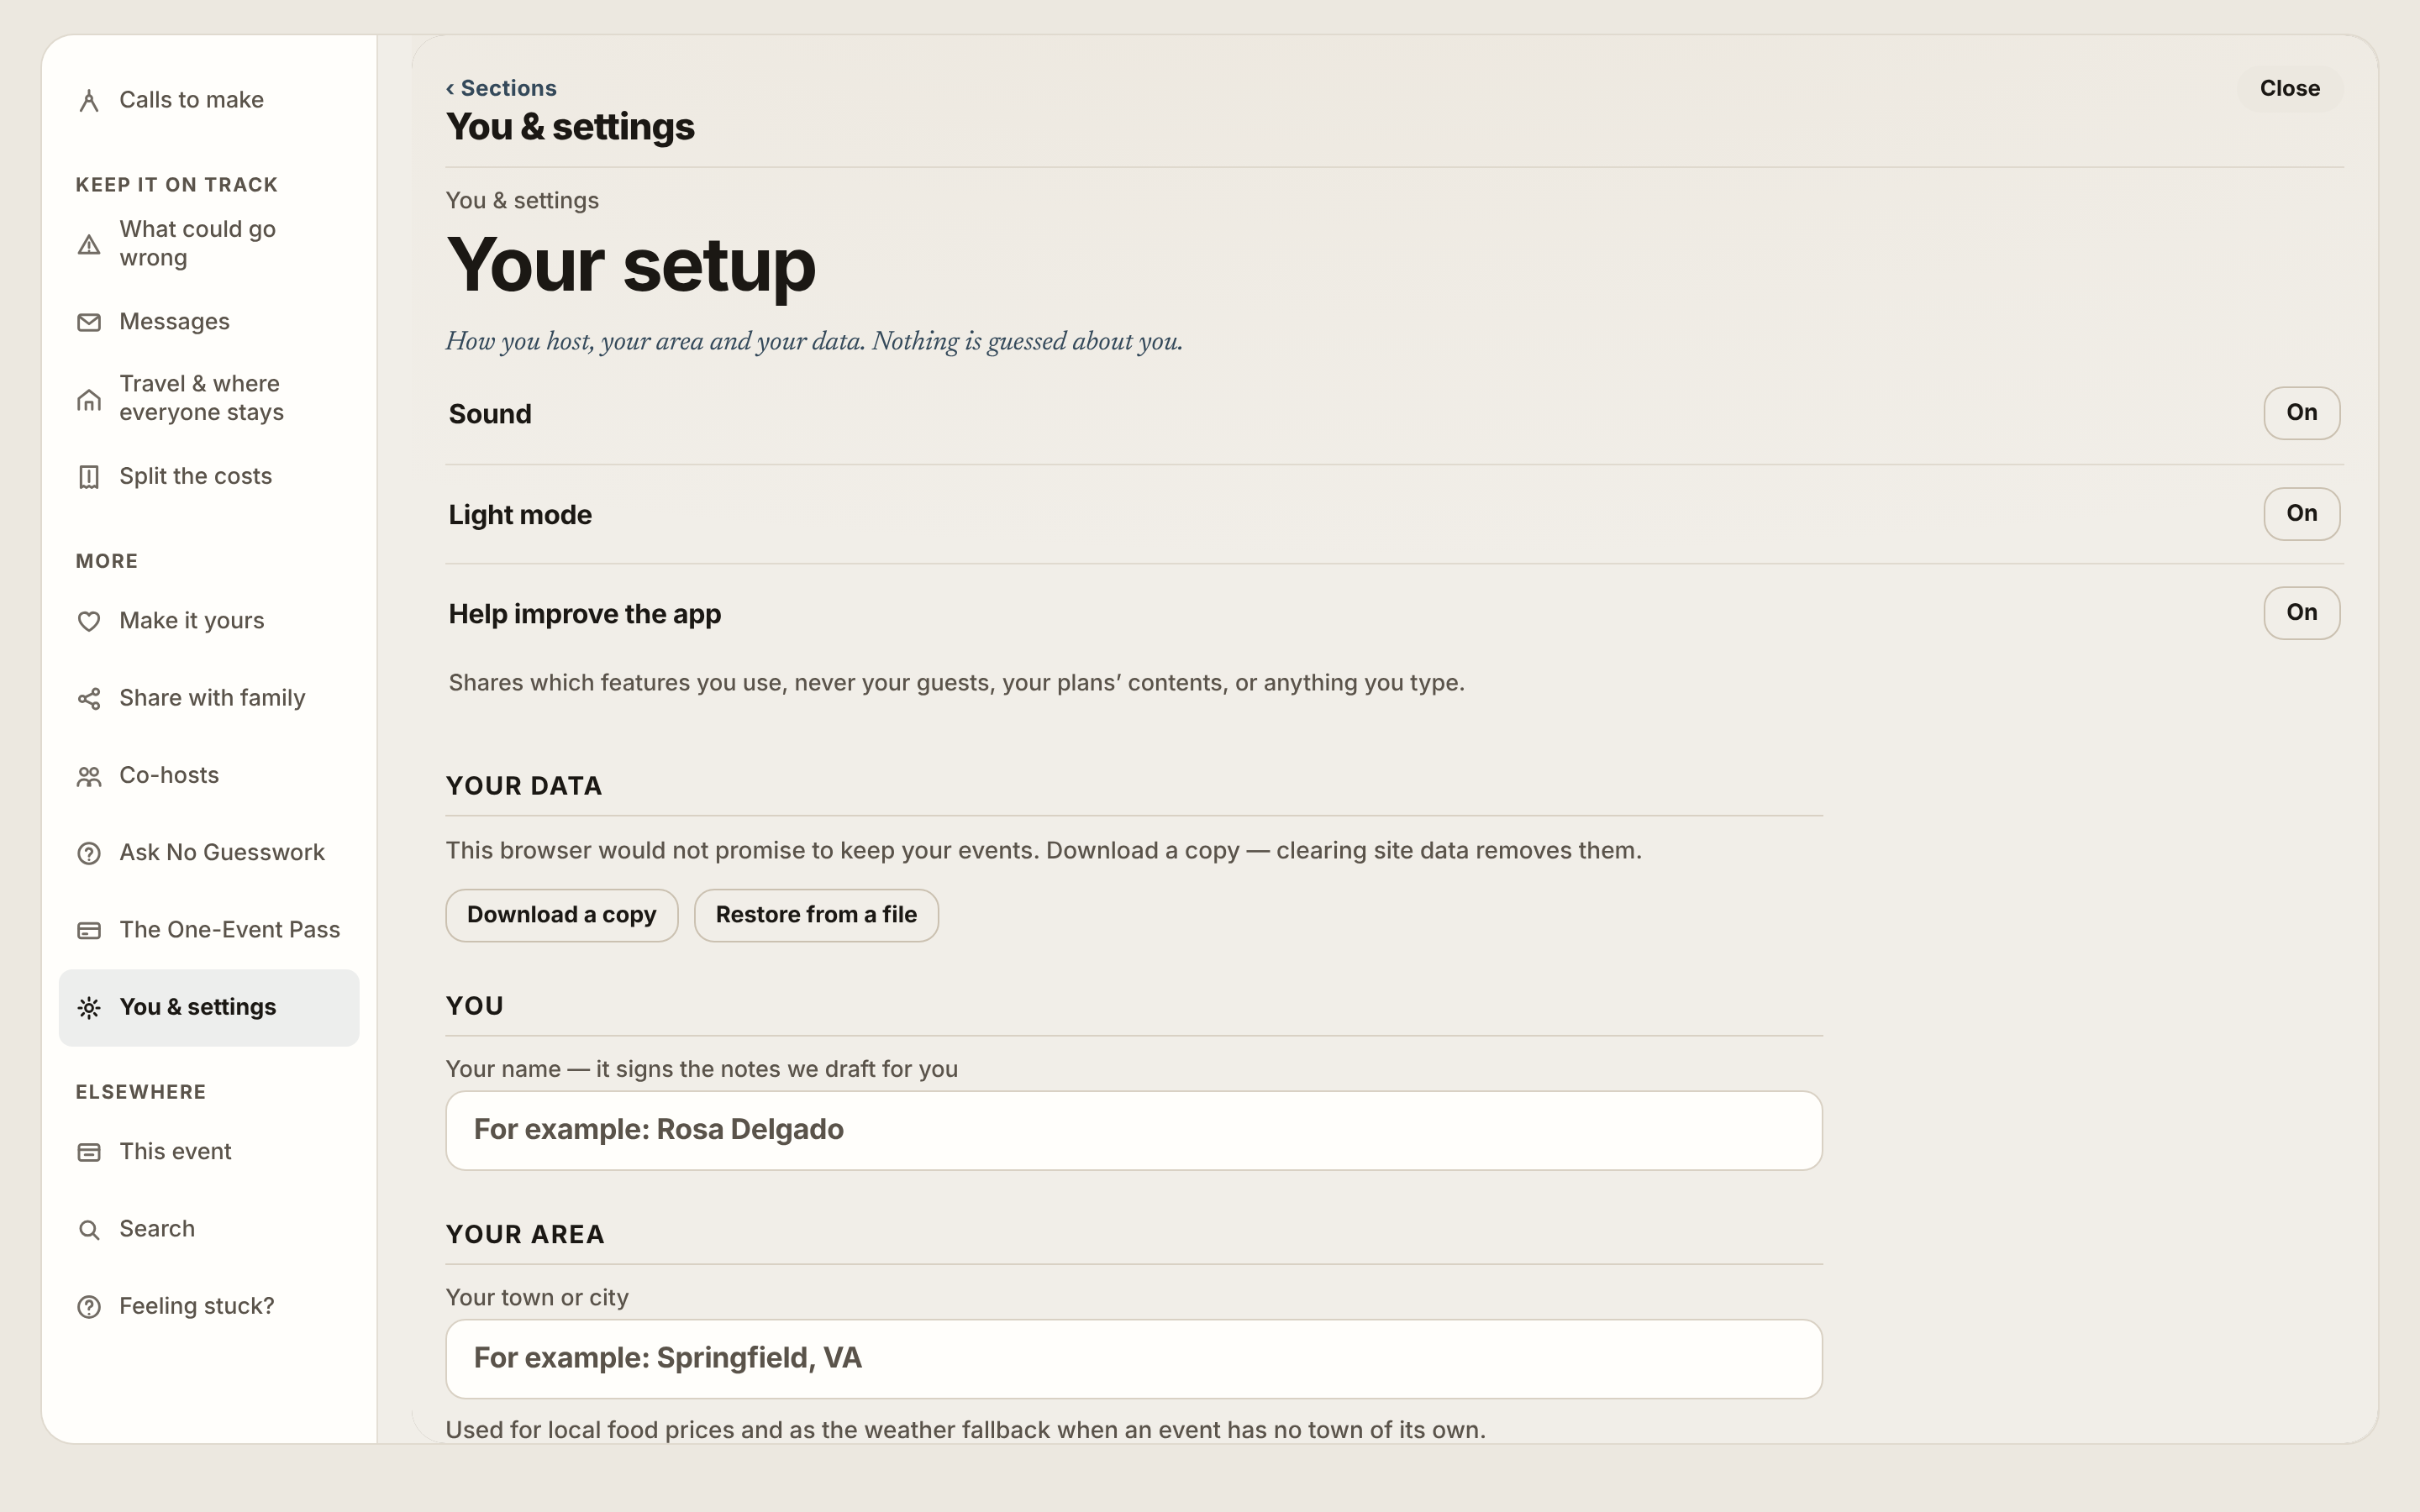 Calls to make
KEEP IT ON TRACK
What could go
wrong
Messages
Travel & where
everyone stays
Split the costs
MORE
Make it yours
Share with family
Co-hosts
Ask No Guesswork
The One-Event Pass
You & settings
ELSEWHERE
This event
Search
Feeling stuck?
‹ Sections
Close
You & settings
You & settings
Your setup
How you host, your area and your data. Nothing is guessed about you.
Sound
On
Light mode
On
Help improve the app
On
Shares which features you use, never your guests, your plans’ contents, or anything you type.
YOUR DATA
This browser would not promise to keep your events. Download a copy — clearing site data removes them.
Download a copy
Restore from a file
YOU
Your name — it signs the notes we draft for you
For example: Rosa Delgado
YOUR AREA
Your town or city
For example: Springfield, VA
Used for local food prices and as the weather fallback when an event has no town of its own.